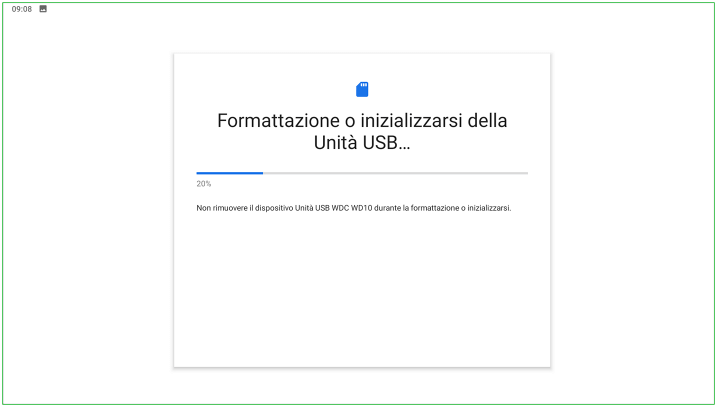 09:08
Formattazione o inizializzarsi della
Unità USB…
20%
Non rimuovere il dispositivo Unità USB WDC WD10 durante la formattazione o inizializzarsi.